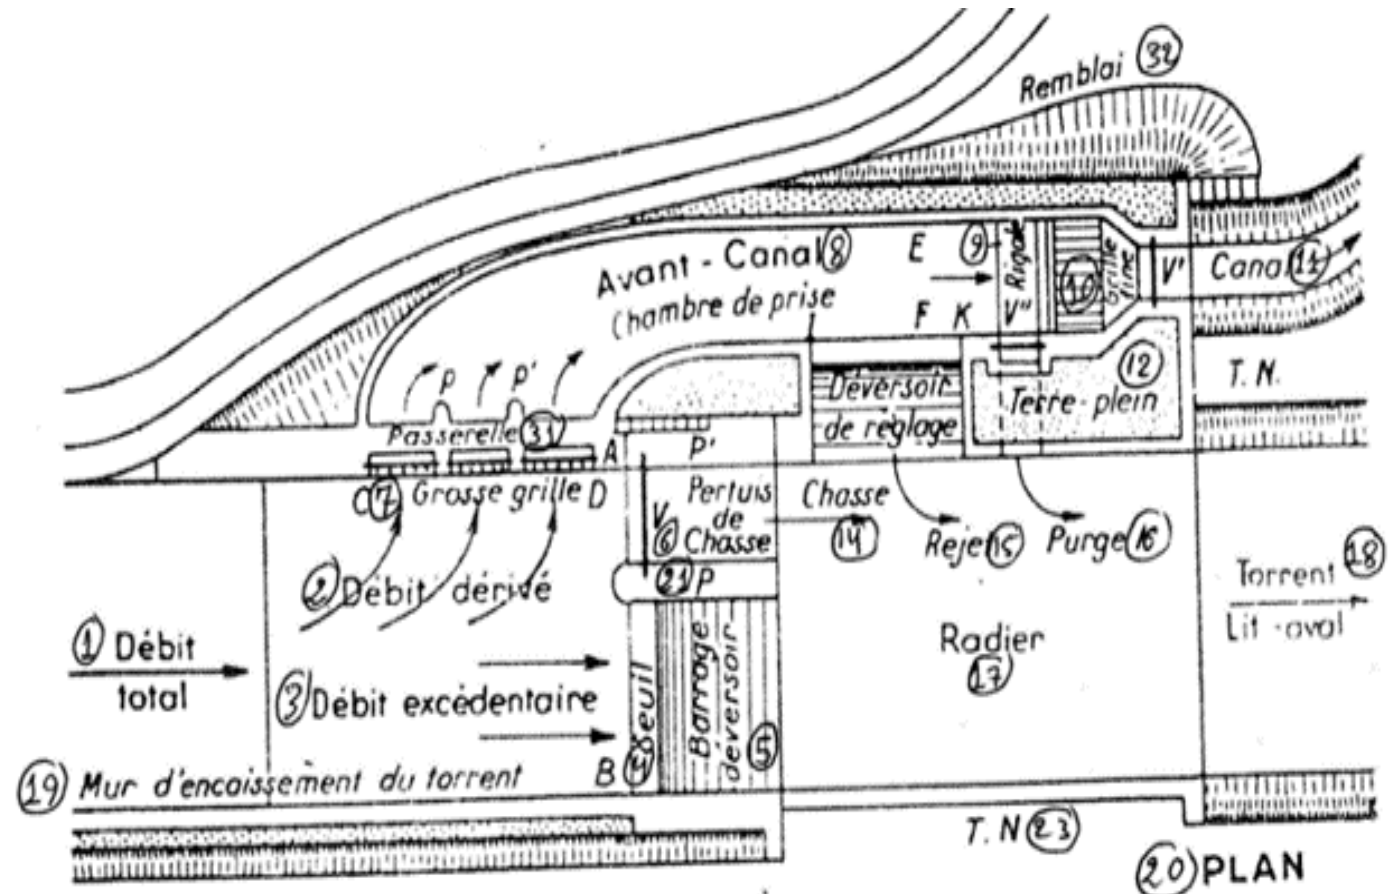 Remblai 32
Avant-Canal 8
Chambre de prise
E
9
Rigole
10
Grille
fine
V'
Canal 11
F
K
V"
p
p'
Passerelle 31
A
P'
Déversoir
de réglage
12
Terre-plein
T.N.
C 7 Grosse grille D
V
6
Pertuis
de
Chasse
Chasse
14
Rejet 15
Purge 16
18
Torrent
Lit-aval
2 Débit dérivé
21 P
1 Débit
total
3 Débit excédentaire
Seuil
4
Barrage
déversoir
5
Radier
17
19 Mur d'encaissement du torrent
B
T.N 23
20 PLAN